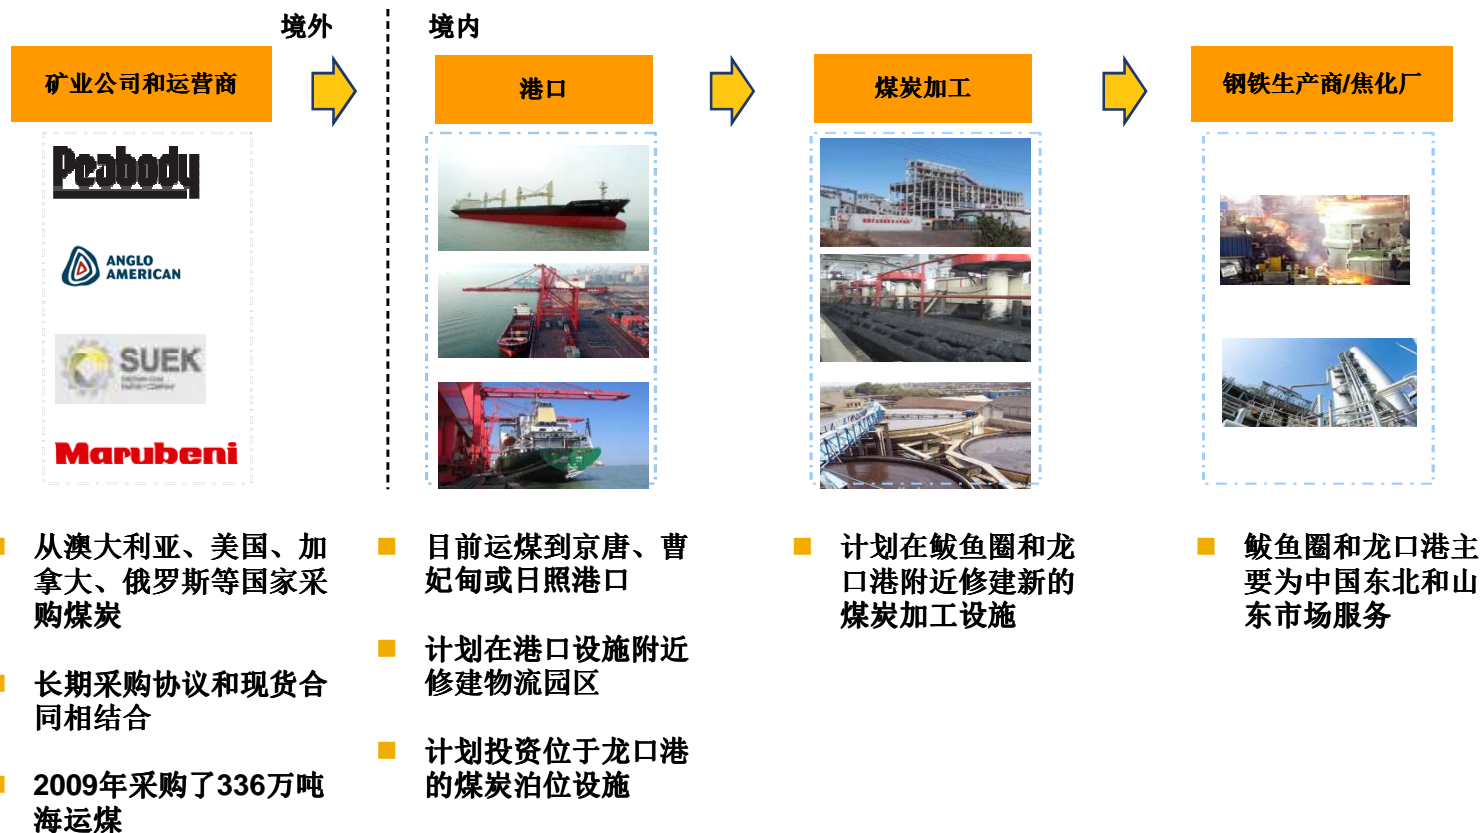 境外
境内
矿业公司和运营商
港口
煤炭加工
钢铁生产商/焦化厂
Peabody
ANGLO
AMERICAN
SUEK
Marubeni
从澳大利亚、美国、加
拿大、俄罗斯等国家采
购煤炭
长期采购协议和现货合
同相结合
2009年采购了336万吨
海运煤
目前运煤到京唐、曹
妃甸或日照港口
计划在港口设施附近
修建物流园区
计划投资位于龙口港
的煤炭泊位设施
计划在鲅鱼圈和龙
口港附近修建新的
煤炭加工设施
鲅鱼圈和龙口港主
要为中国东北和山
东市场服务